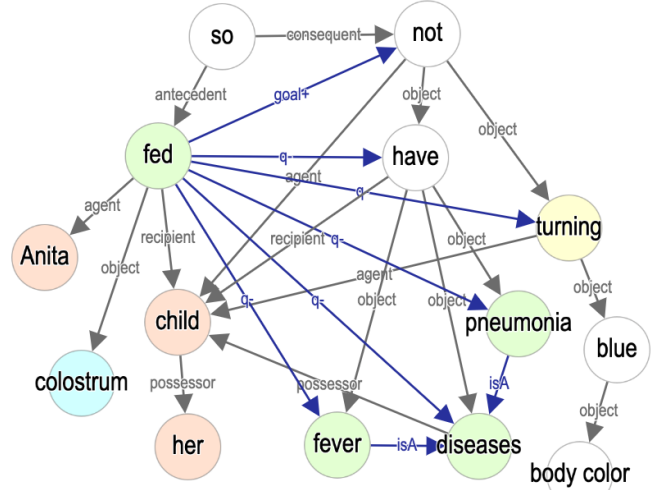 so
consequent
not
antecedent
goal+
object
object
fed
q-
have
agent
q
agent
recipient
recipient
q-
object
turning
Anita
object
agent
q-
q-
object
object
object
child
pneumonia
blue
colostrum
possessor
possessor
isA
object
her
fever
isA
diseases
body color